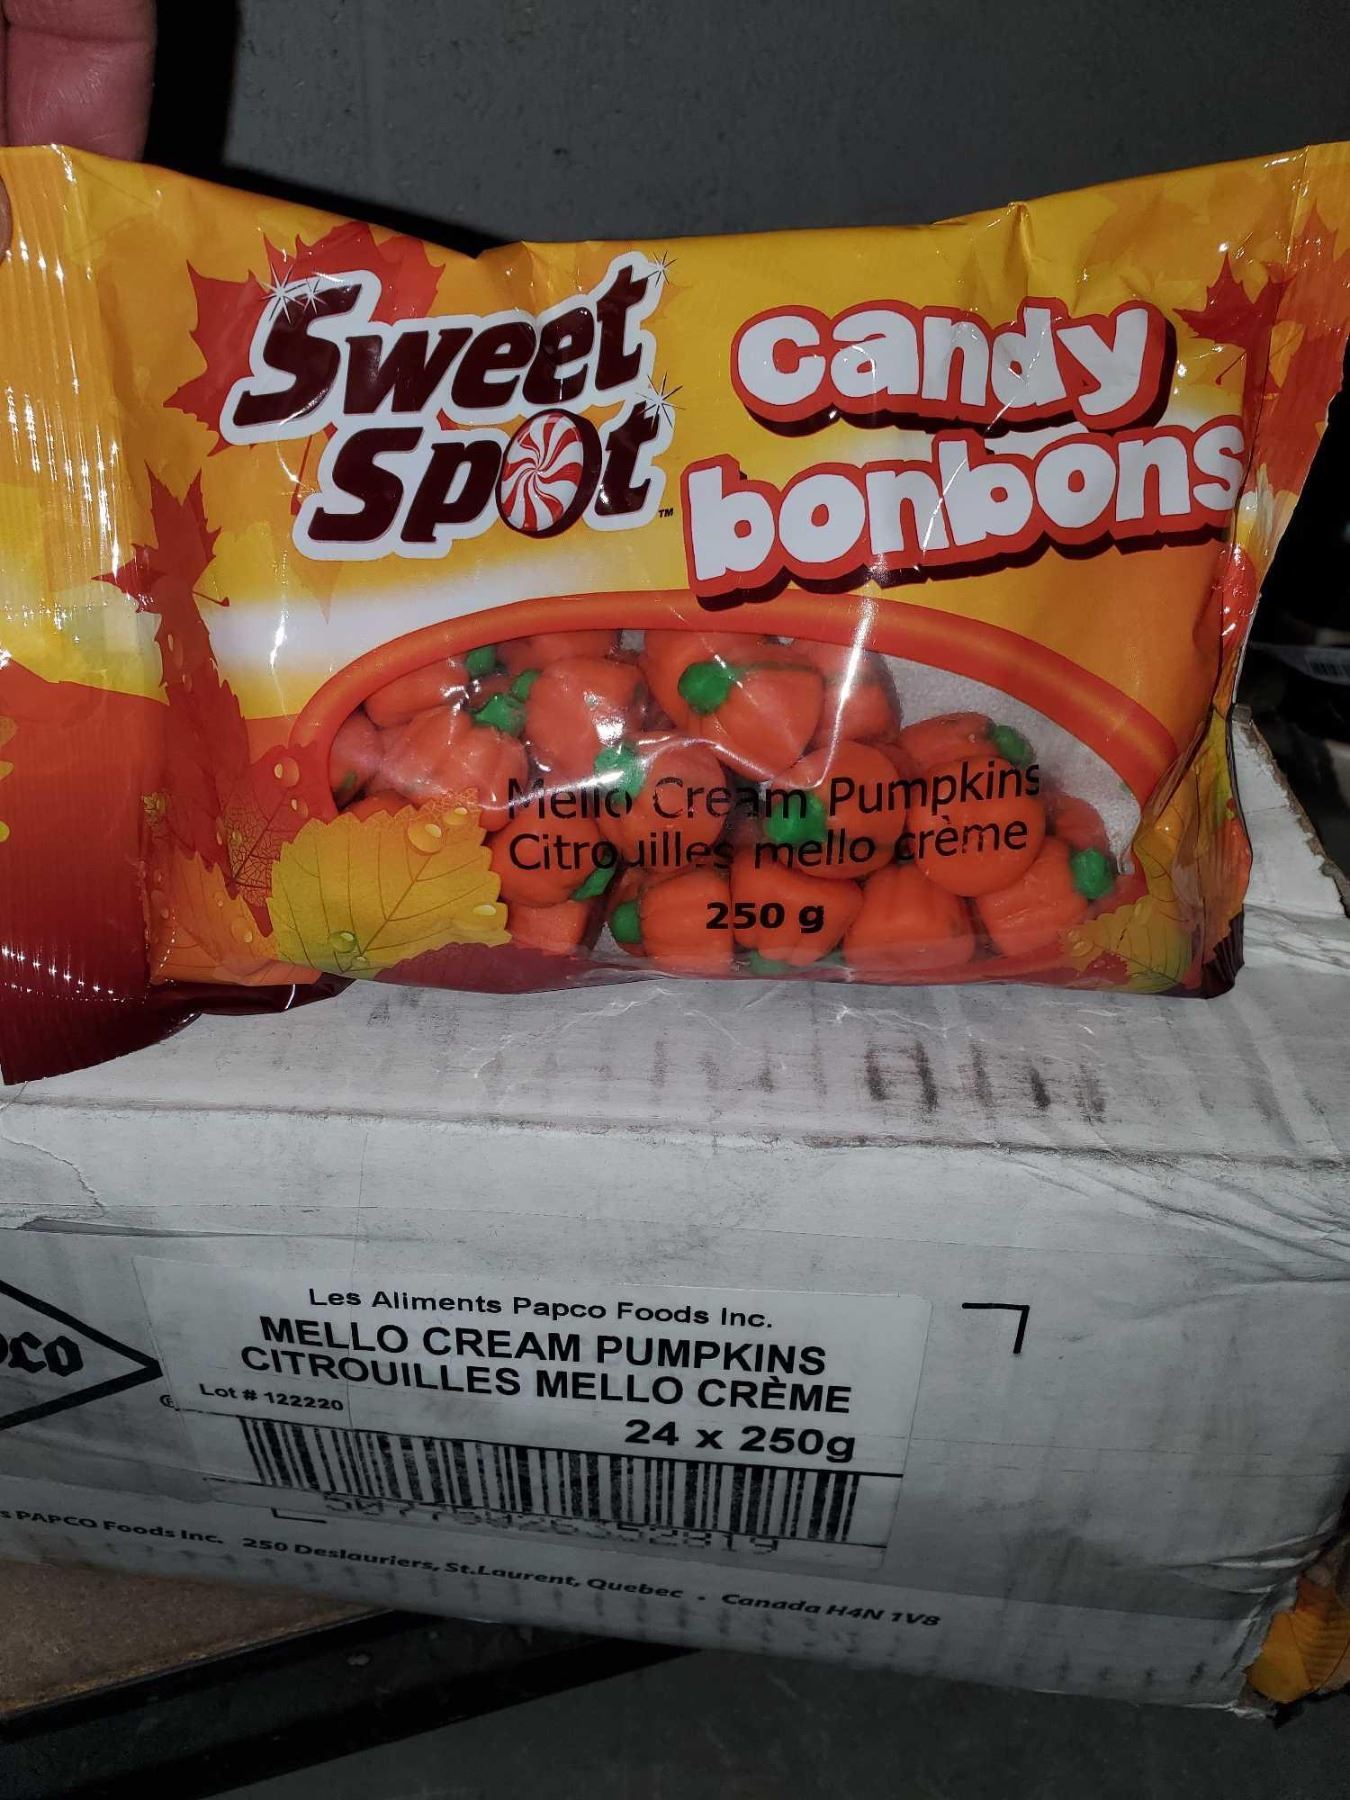 Sweet
Spot™
candy
bonbons
Mello Cream Pumpkins
Citrouilles mello crème
250 g
Les Aliments Papco Foods Inc.
MELLO CREAM PUMPKINS
CITROUILLES MELLO CRÈME
Lot # 122220
24 x 250g
PAPCO Foods Inc. 250 Deslauriers, St.Laurent, Quebec . Canada H4N 1V8